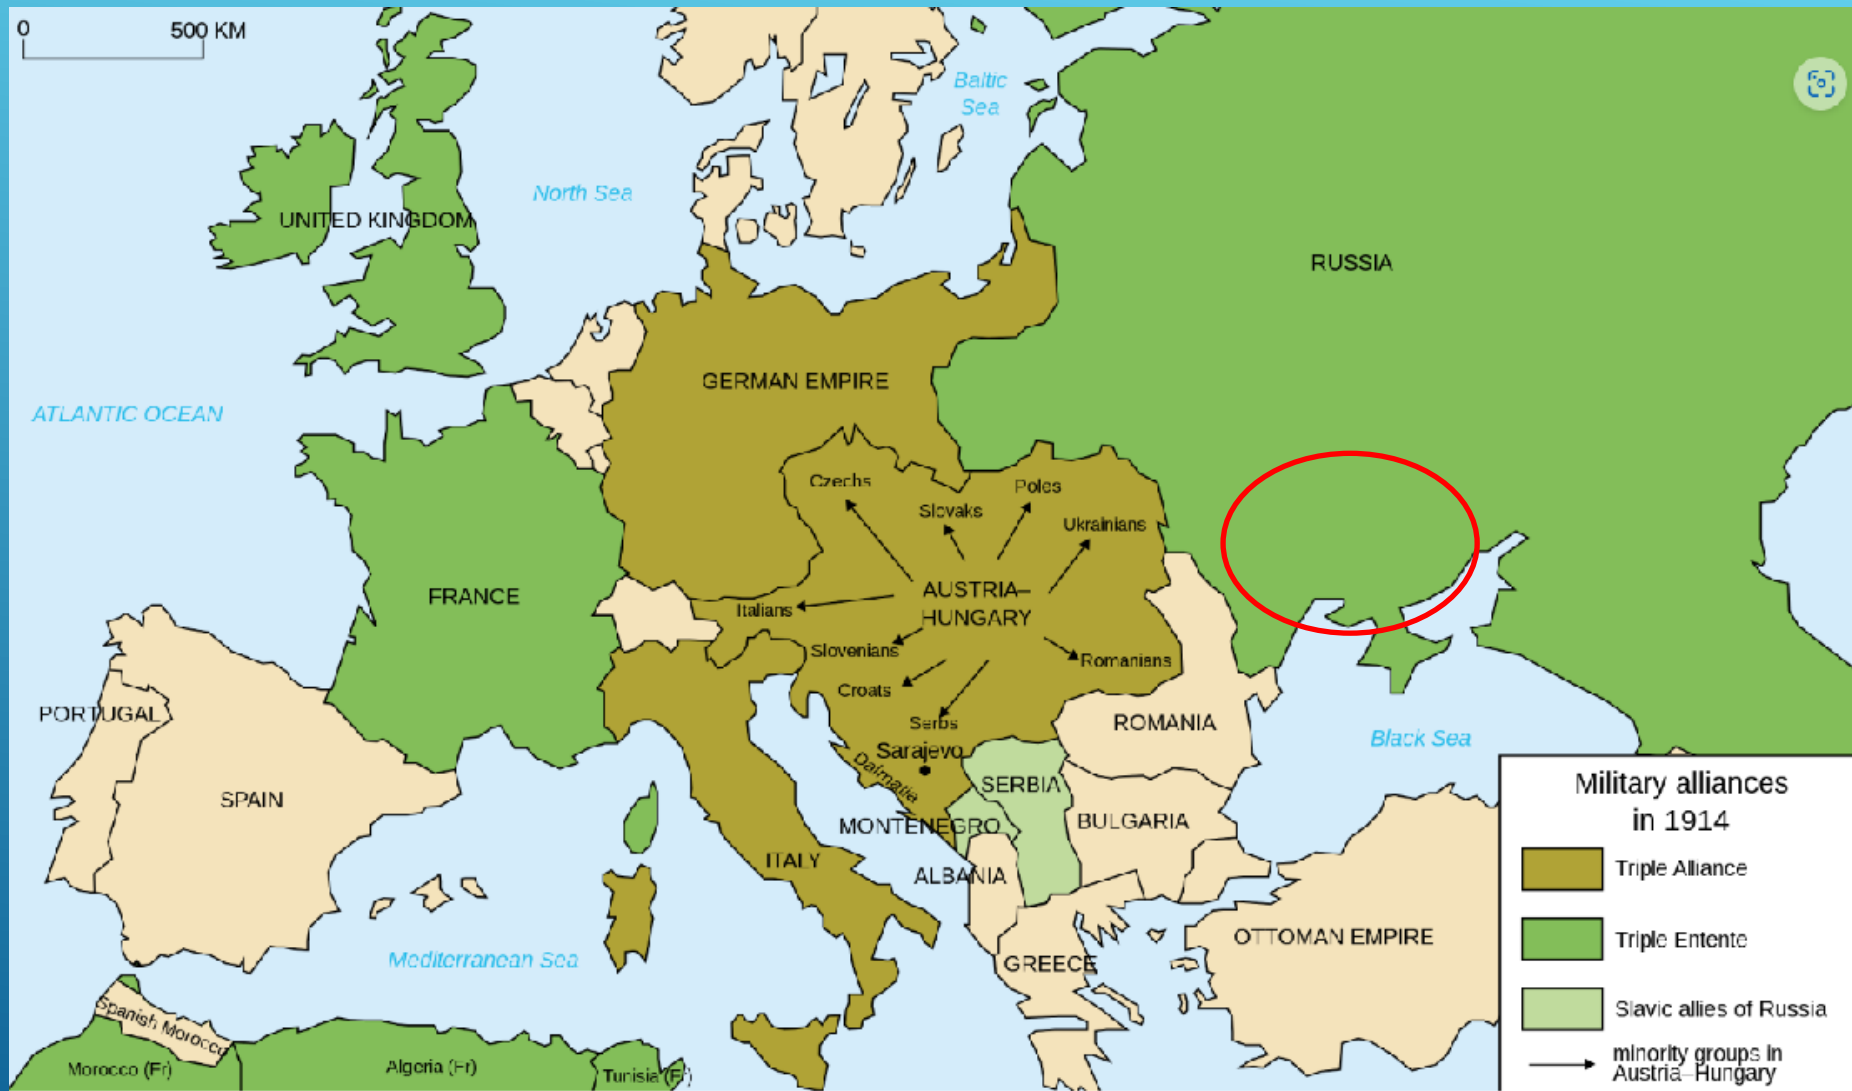 0 500 KM
Baltic
Sea
North Sea
UNITED KINGDOM
RUSSIA
GERMAN EMPIRE
ATLANTIC OCEAN
Czechs
Poles
Slovaks
Ukrainians
AUSTRIA–
HUNGARY
FRANCE
Italians
Slovenians
Romanians
Croats
Serbs
PORTUGAL
ROMANIA
Sarajevo
Black Sea
Dalmatia
SERBIA
SPAIN
MONTENEGRO
BULGARIA
ITALY
ALBANIA
OTTOMAN EMPIRE
Mediterranean Sea
GREECE
Spanish Morocco
Morocco (Fr)
Algeria (Fr)
Tunisia (Fr)
Military alliances
in 1914
Triple Alliance
Triple Entente
Slavic allies of Russia
minority groups in
Austria–Hungary